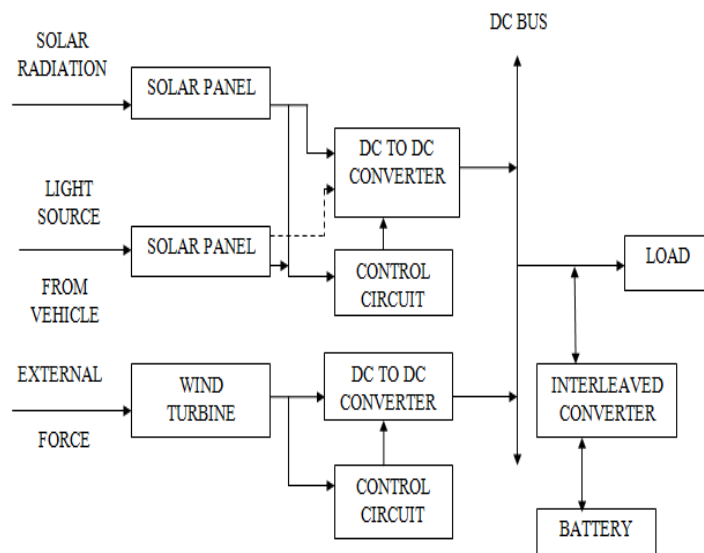 DC BUS
SOLAR
RADIATION
SOLAR PANEL
DC TO DC
CONVERTER
LIGHT
SOURCE
SOLAR PANEL
FROM
VEHICLE
CONTROL
CIRCUIT
LOAD
EXTERNAL
FORCE
WIND
TURBINE
DC TO DC
CONVERTER
INTERLEAVED
CONVERTER
CONTROL
CIRCUIT
BATTERY